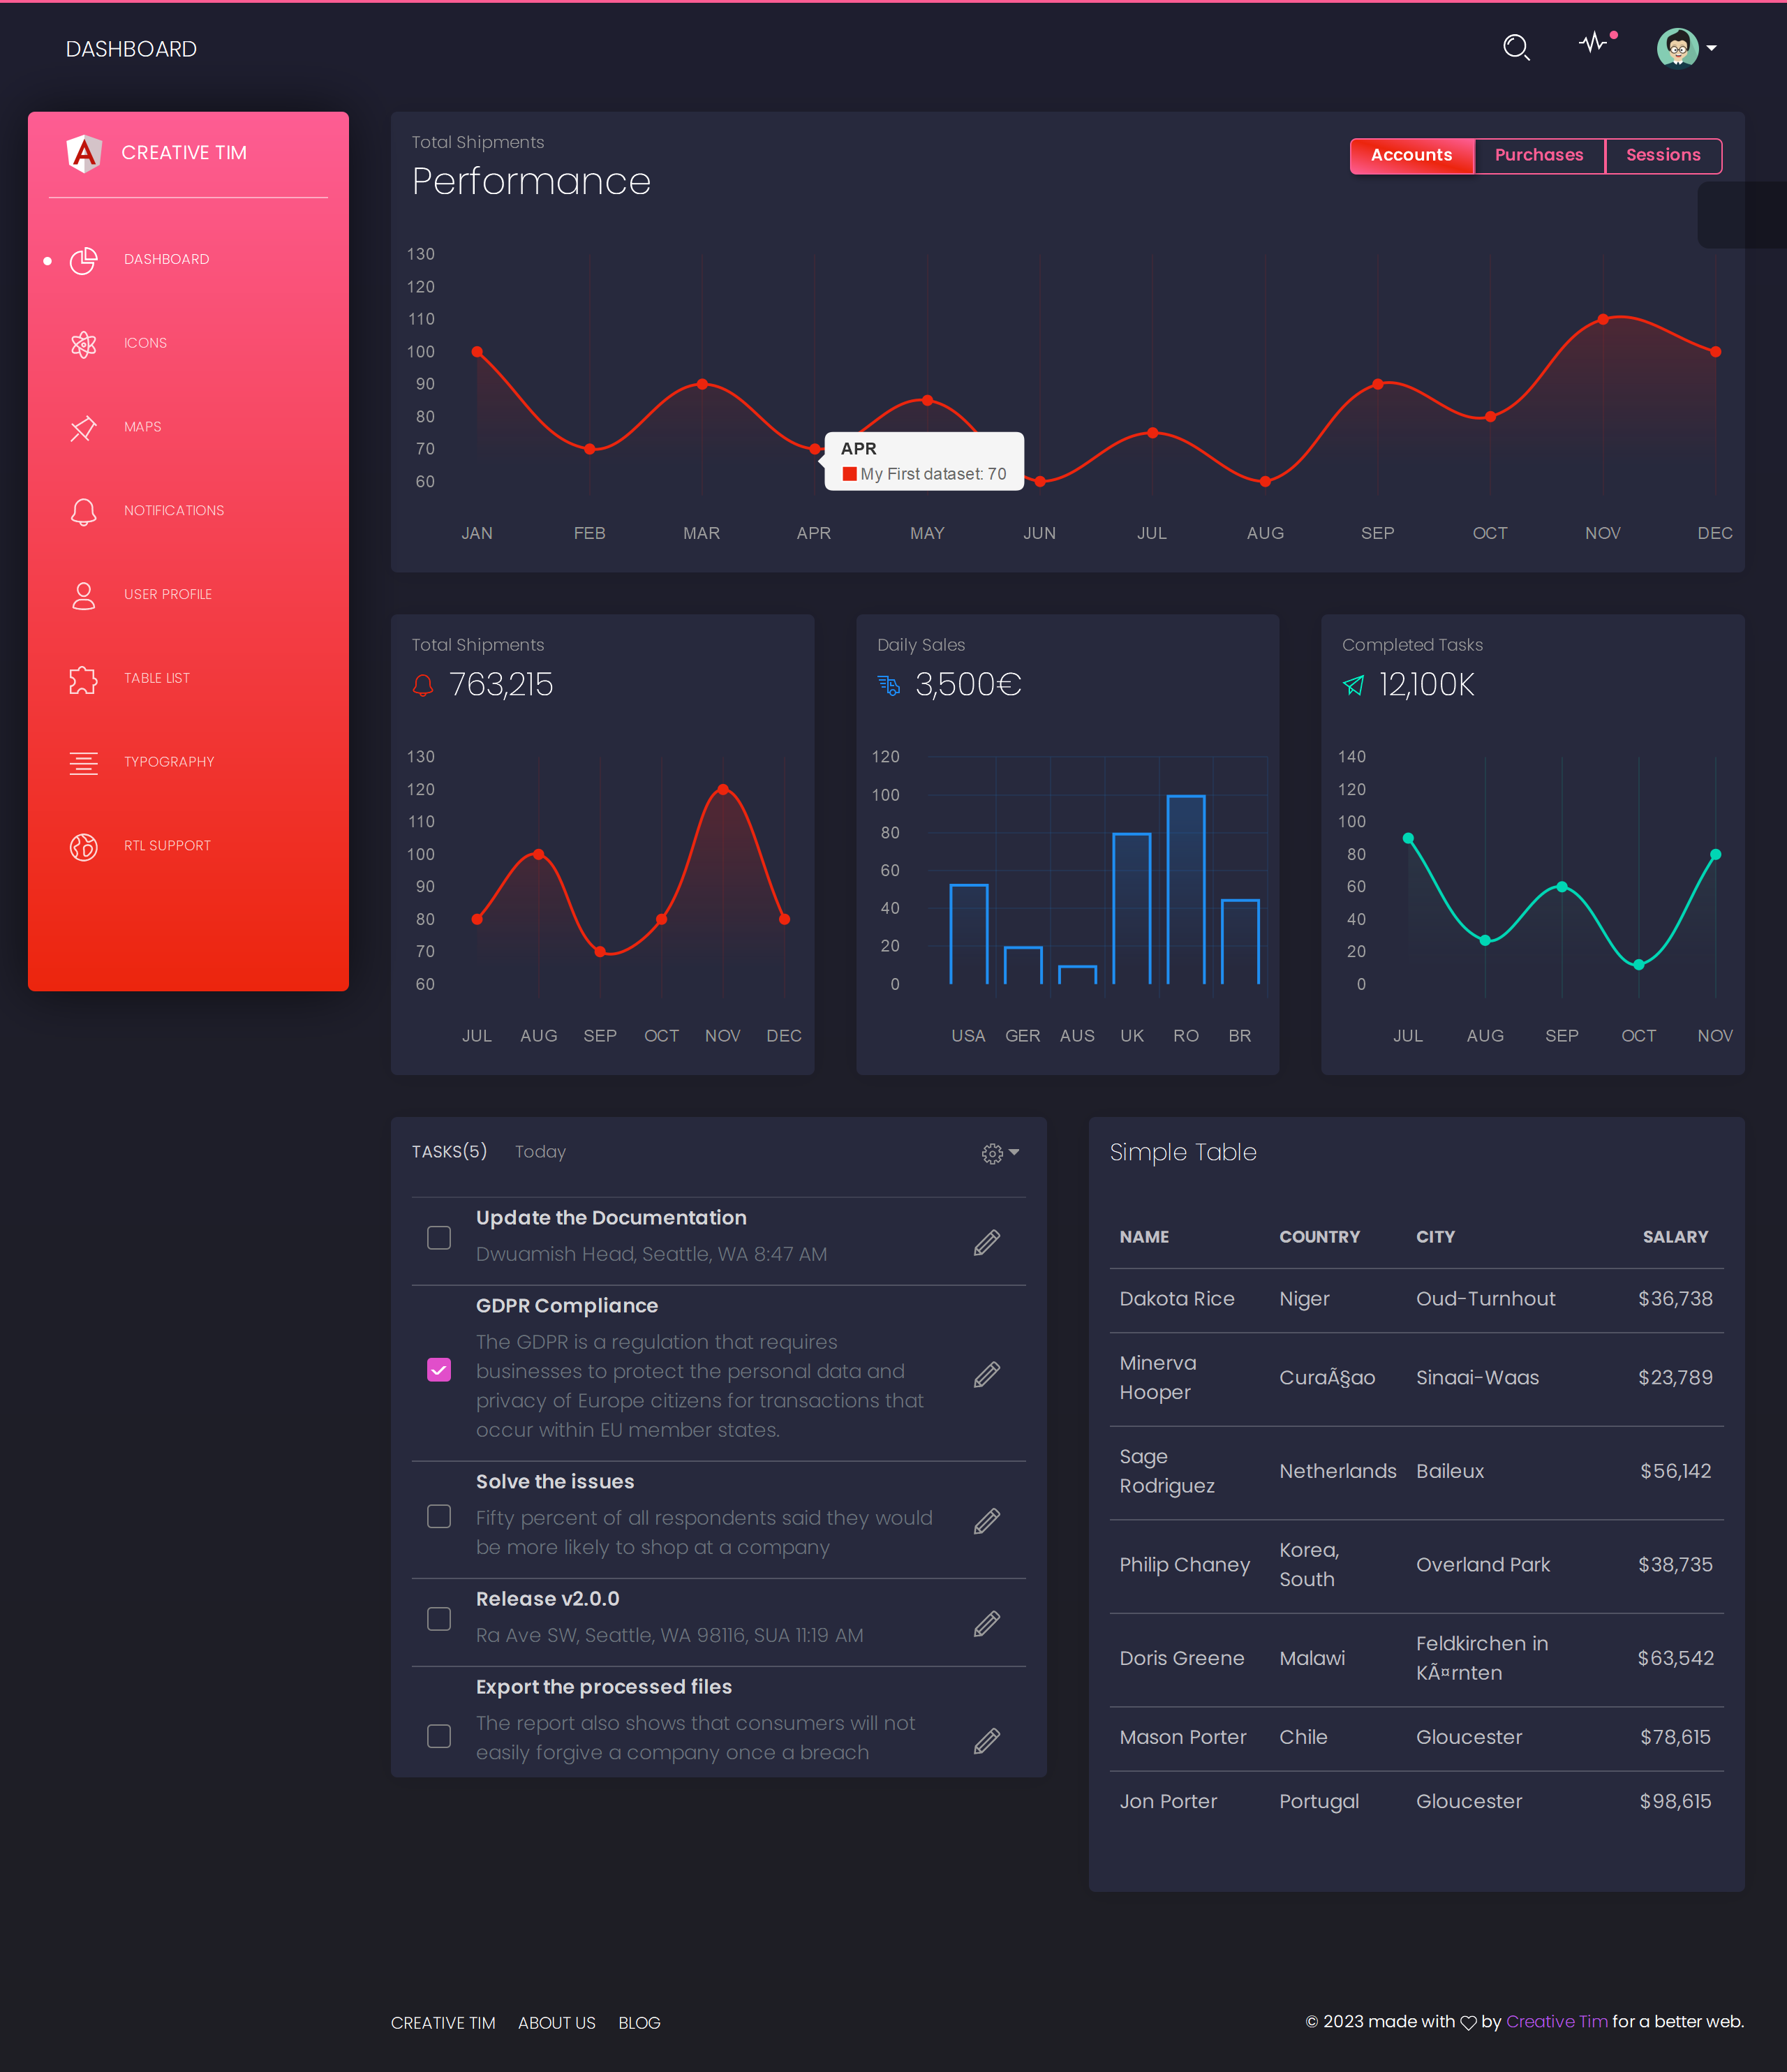 DASHBOARD
CREATIVE TIM
DASHBOARD
ICONS
MAPS
NOTIFICATIONS
USER PROFILE
TABLE LIST
TYPOGRAPHY
RTL SUPPORT
Total Shipments
Performance
Accounts Purchases Sessions
130
120
110
100
90
80
70
60
APR
My First dataset: 70
JAN FEB MAR APR MAY JUN JUL AUG SEP OCT NOV DEC
Total Shipments
763,215
130
120
110
100
90
80
70
60
JUL AUG SEP OCT NOV DEC
Daily Sales
3,500€
120
100
80
60
40
20
0
USA GER AUS UK RO BR
Completed Tasks
12,100K
140
120
100
80
60
40
20
0
JUL AUG SEP OCT NOV
TASKS(5) Today
Update the Documentation
Dwuamish Head, Seattle, WA 8:47 AM
GDPR Compliance
The GDPR is a regulation that requires
businesses to protect the personal data and
privacy of Europe citizens for transactions that
occur within EU member states.
Solve the issues
Fifty percent of all respondents said they would
be more likely to shop at a company
Release v2.0.0
Ra Ave SW, Seattle, WA 98116, SUA 11:19 AM
Export the processed files
The report also shows that consumers will not
easily forgive a company once a breach
Simple Table
NAME COUNTRY CITY SALARY
Dakota Rice Niger Oud-Turnhout $36,738
Minerva
Hooper CuraÃ§ao Sinaai-Waas $23,789
Sage
Rodriguez Netherlands Baileux $56,142
Philip Chaney Korea,
South Overland Park $38,735
Doris Greene Malawi Feldkirchen in
KÃ¤rnten $63,542
Mason Porter Chile Gloucester $78,615
Jon Porter Portugal Gloucester $98,615
CREATIVE TIM ABOUT US BLOG
© 2023 made with by Creative Tim for a better web.